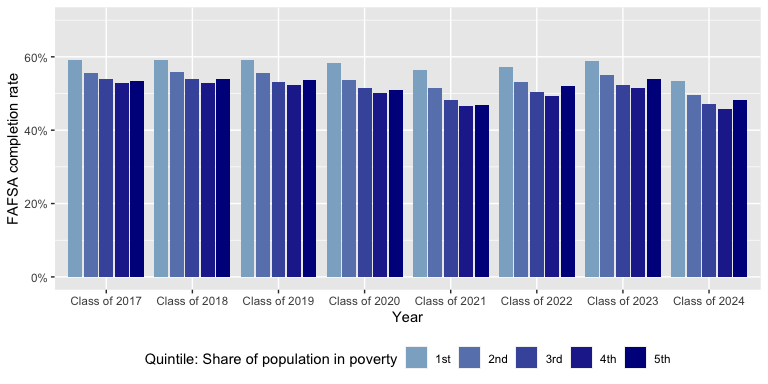 FAFSA completion rate
60%
40%
20%
0%
Class of 2017 Class of 2018 Class of 2019 Class of 2020 Class of 2021 Class of 2022 Class of 2023 Class of 2024
Year
Quintile: Share of population in poverty 1st 2nd 3rd 4th 5th